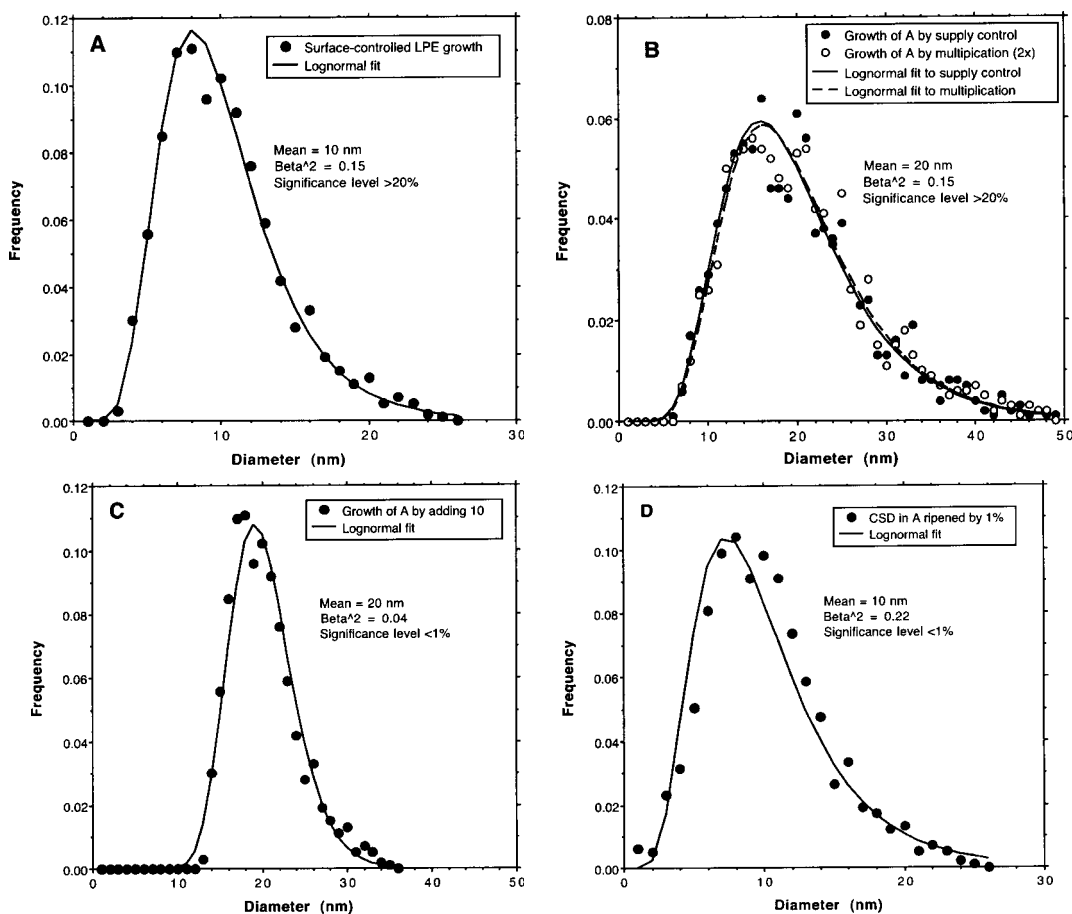 A
Surface-controlled LPE growth
Lognormal fit
Mean = 10 nm
Beta^2 = 0.15
Significance level >20%
Frequency
0.12
0.10
0.08
0.06
0.04
0.02
0.00
0 10 20 30
Diameter (nm)
B
Growth of A by supply control
Growth of A by multipication (2x)
Lognormal fit to supply control
Lognormal fit to multiplication
Mean = 20 nm
Beta^2 = 0.15
Significance level >20%
Frequency
0.08
0.06
0.04
0.02
0.00
0 10 20 30 40 50
Diameter (nm)
C
Growth of A by adding 10
Lognormal fit
Mean = 20 nm
Beta^2 = 0.04
Significance level <1%
Frequency
0.12
0.10
0.08
0.06
0.04
0.02
0.00
0 10 20 30 40 50
Diameter (nm)
D
CSD in A ripened by 1%
Lognormal fit
Mean = 10 nm
Beta^2 = 0.22
Significance level <1%
Frequency
0.12
0.10
0.08
0.06
0.04
0.02
0.00
0 10 20 30
Diameter (nm)